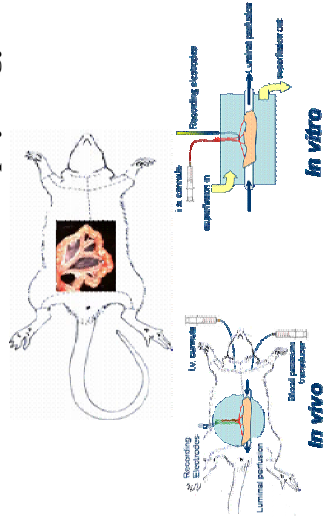 Recording electrodes
Luminal perfusion
superfusion out
i.a. cannula
superfusion in
In vitro
i.v. cannula
Blood pressure
transducer
Recording
Electrodes
Luminal perfusion
In vivo